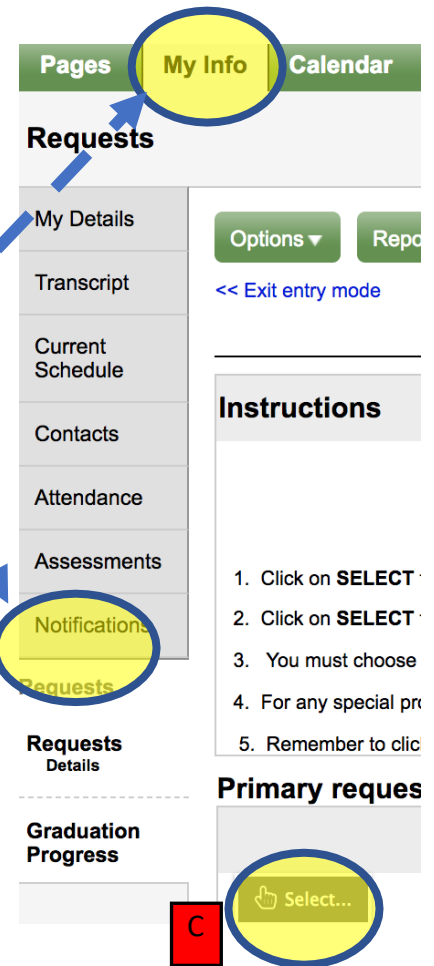 Pages My Info Calendar
Requests
My Details
Transcript
Current
Schedule
Contacts
Attendance
Assessments
Notifications
Requests
Requests
Details
Graduation
Progress
Options ▾
<< Exit entry mode
Instructions
1. Click on SELECT
2. Click on SELECT
3. You must choose
4. For any special
5. Remember to
Primary
Select...
C